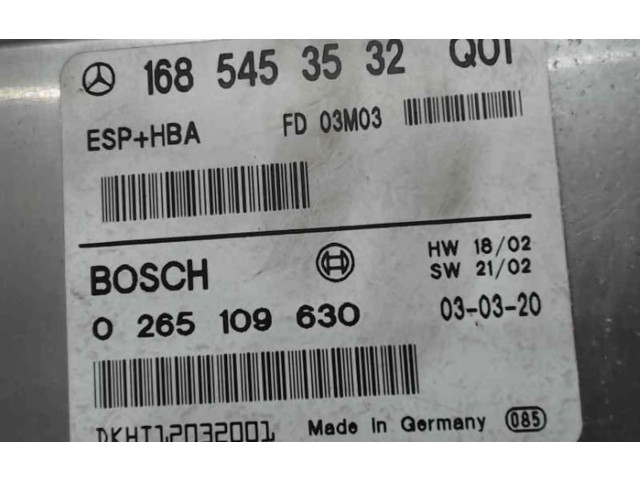 168 545 35 32 Q01
ESP+HBA FD 03M03
BOSCH HW 18/02
SW 21/02
0 265 109 630 03-03-20
DKHT12032001 Made in Germany 085